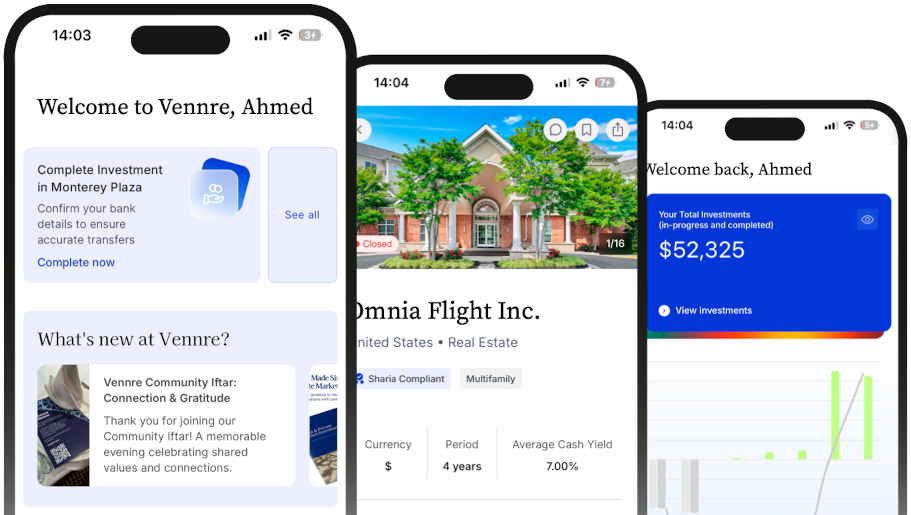 14:03
Welcome to Vennre, Ahmed
Complete Investment
in Monterey Plaza
Confirm your bank
details to ensure
accurate transfers
Complete now
See all
What's new at Vennre?
Vennre Community Iftar:
Connection & Gratitude
Thank you for joining our
Community Iftar! A memorable
evening celebrating shared
values and connections.
Made Sim
te Marke
14:04
Closed
1/16
Omnia Flight Inc.
United States • Real Estate
Sharia Compliant
Multifamily
Currency
$
Period
4 years
Average Cash Yield
7.00%
14:04
Welcome back, Ahmed
Your Total Investments
(in-progress and completed)
$52,325
View investments